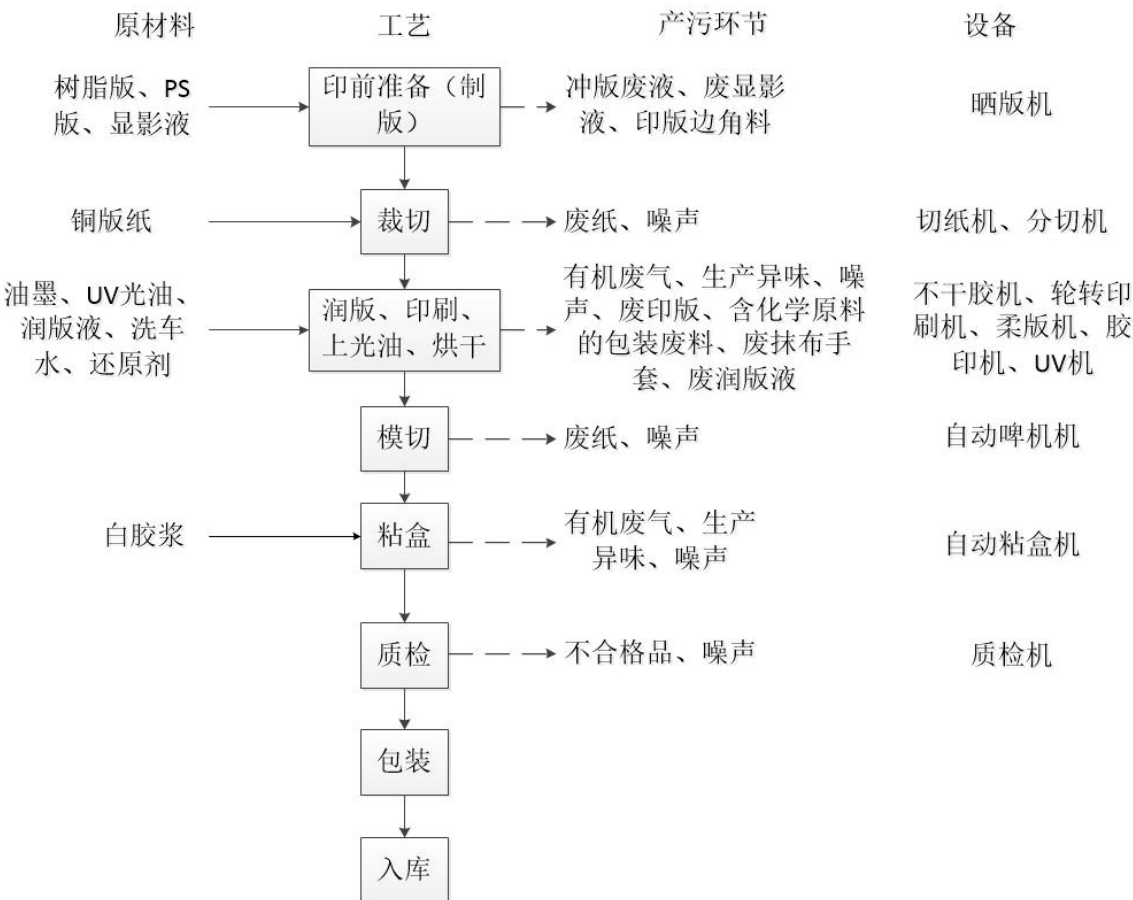 原材料 工艺 产污环节 设备
树脂版、PS
版、显影液
印前准备（制
版）
冲版废液、废显影
液、印版边角料
晒版机
铜版纸
裁切
废纸、噪声
切纸机、分切机
油墨、UV光油、
润版液、洗车
水、还原剂
润版、印刷、
上光油、烘干
有机废气、生产异味、噪
声、废印版、含化学原料
的包装废料、废抹布手
套、废润版液
不干胶机、轮转印
刷机、柔版机、胶
印机、UV机
模切
废纸、噪声
自动啤机机
白胶浆
粘盒
有机废气、生产
异味、噪声
自动粘盒机
质检
不合格品、噪声
质检机
包装
入库